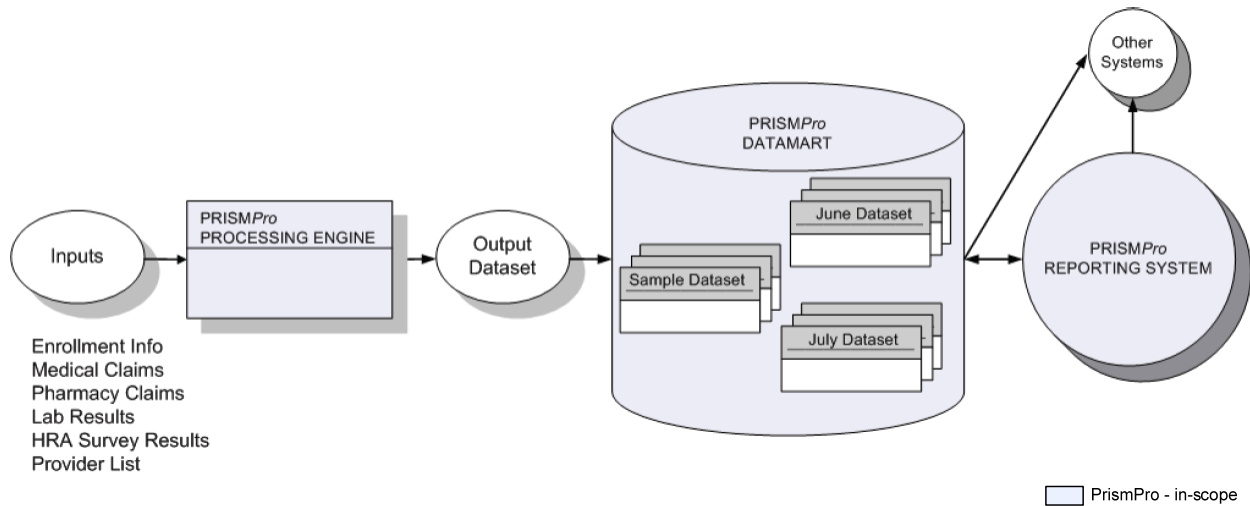 Inputs
Enrollment Info
Medical Claims
Pharmacy Claims
Lab Results
HRA Survey Results
Provider List
PRISMPro
PROCESSING ENGINE
Output
Dataset
PRISMPro
DATAMART
Sample Dataset
June Dataset
July Dataset
Other
Systems
PRISMPro
REPORTING SYSTEM
PrismPro - in-scope